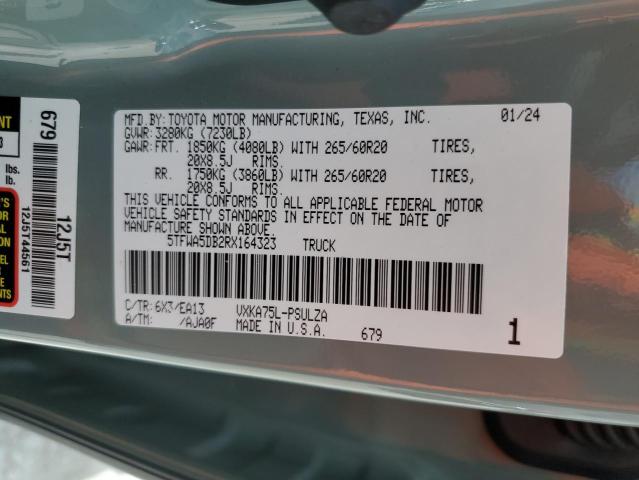 MFD.BY: TOYOTA MOTOR MANUFACTURING, TEXAS, INC. 01/24
GVWR: 3280KG (7230LB)
GAWR: FRT. 1850KG (4080LB) WITH 265/60R20 TIRES,
20X8.5J RIMS.
RR. 1750KG (3860LB) WITH 265/60R20 TIRES,
20X8.5J RIMS.
THIS VEHICLE CONFORMS TO ALL APPLICABLE FEDERAL MOTOR
VEHICLE SAFETY STANDARDS IN EFFECT ON THE DATE OF
MANUFACTURE SHOWN ABOVE.
5TFWA5DB2RX164323 TRUCK
C/TR: 6X3/EA13 VXKA75L-PSULZA
A/TM: /AJA0F MADE IN U.S.A. 679 1
679
12J5T
12J5T44561
lbs.
lb.